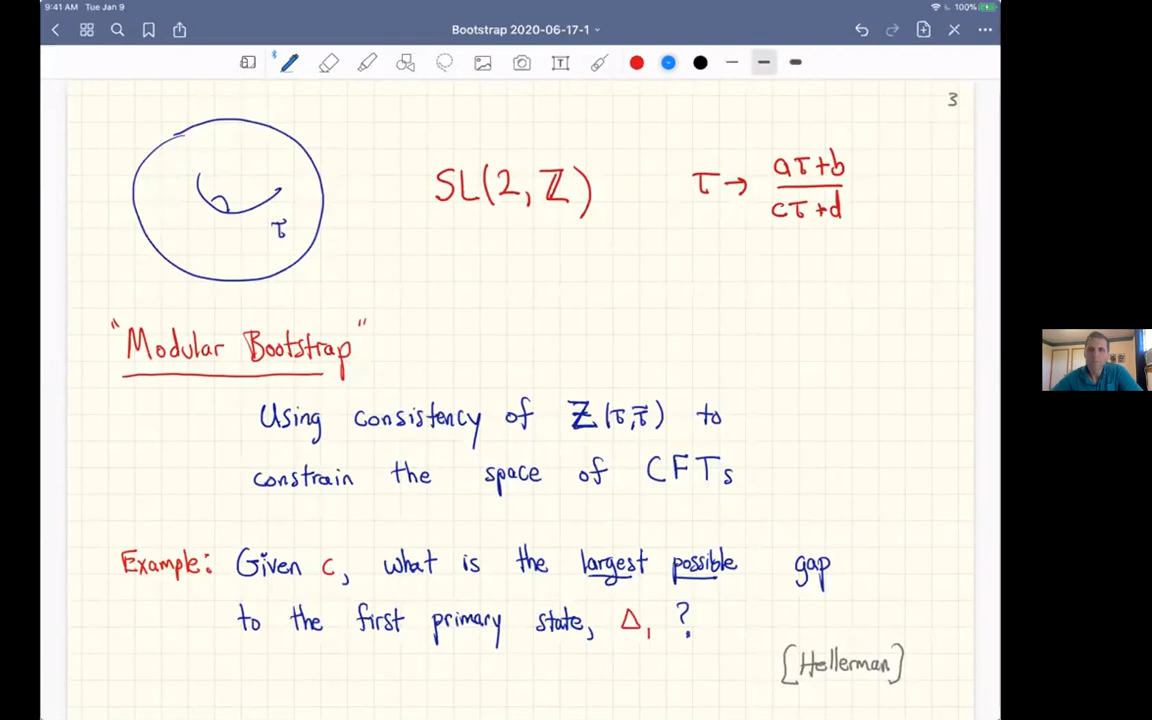 9:41 AM Tue Jan 9
100%
Bootstrap 2020-06-17-1
3
τ
SL(2, ℤ)
τ → aτ+b
cτ+d
"Modular Bootstrap"
Using consistency of Z(τ,τ̄) to
constrain the space of CFTs
Example: Given c, what is the largest possible gap
to the first primary state, Δ₁ ?
[Hellerman]